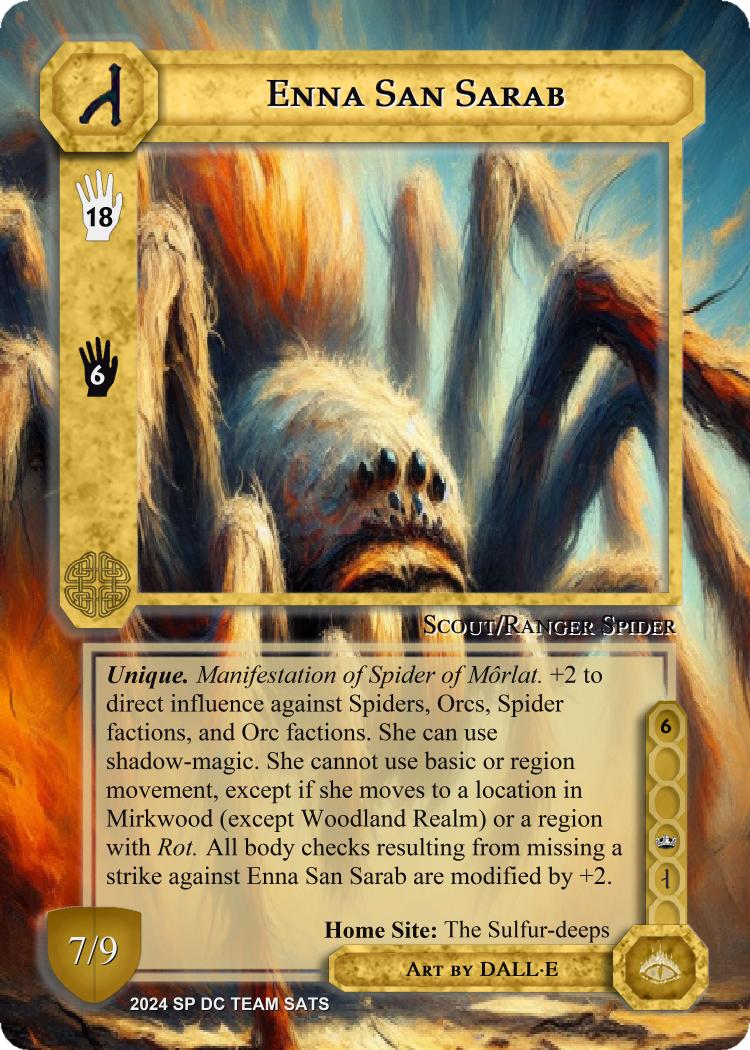 Enna San Sarab
18
6
Scout/Ranger Spider
Unique. Manifestation of Spider of Môrlat. +2 to
direct influence against Spiders, Orcs, Spider
factions, and Orc factions. She can use
shadow-magic. She cannot use basic or region
movement, except if she moves to a location in
Mirkwood (except Woodland Realm) or a region
with Rot. All body checks resulting from missing a
strike against Enna San Sarab are modified by +2.
6
Home Site: The Sulfur-deeps
7/9
Art by DALL·E
2024 SP DC TEAM SATS